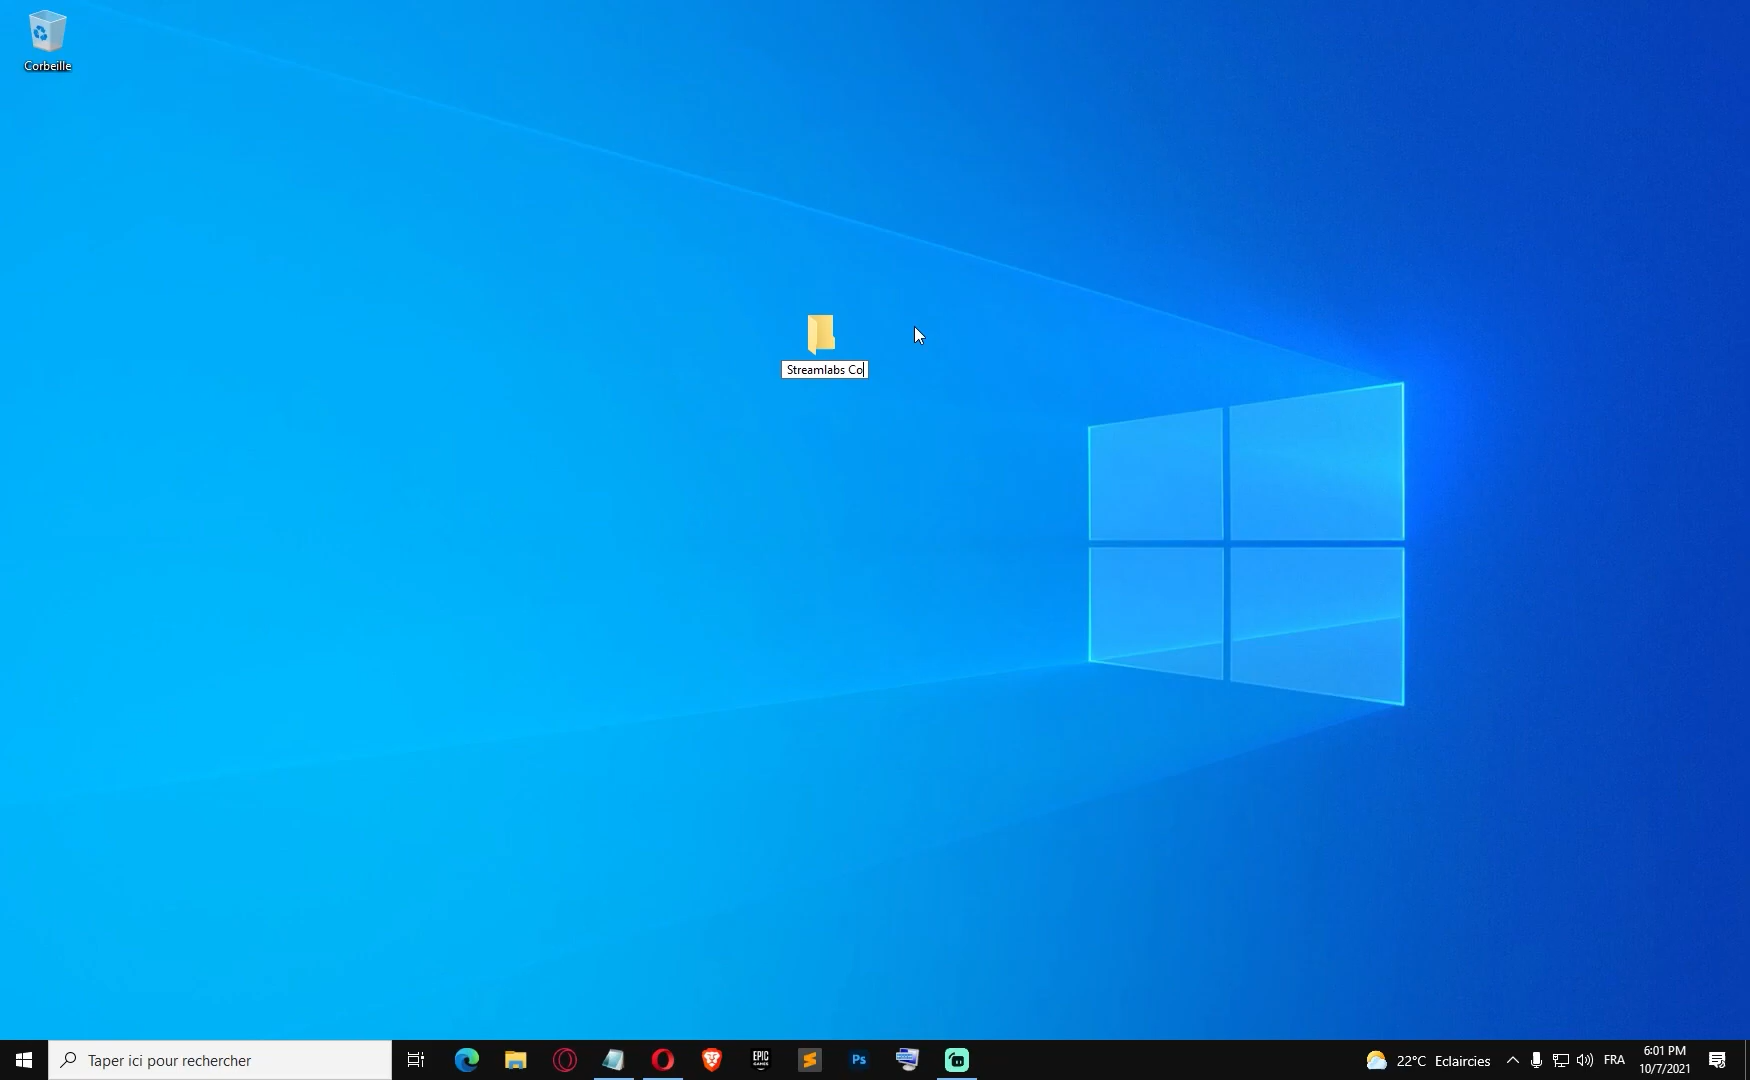 Corbeille
Streamlabs Co
Taper ici pour rechercher
EPIC
GAMES
Ps
22°C Eclaircies
FRA
6:01 PM
10/7/2021